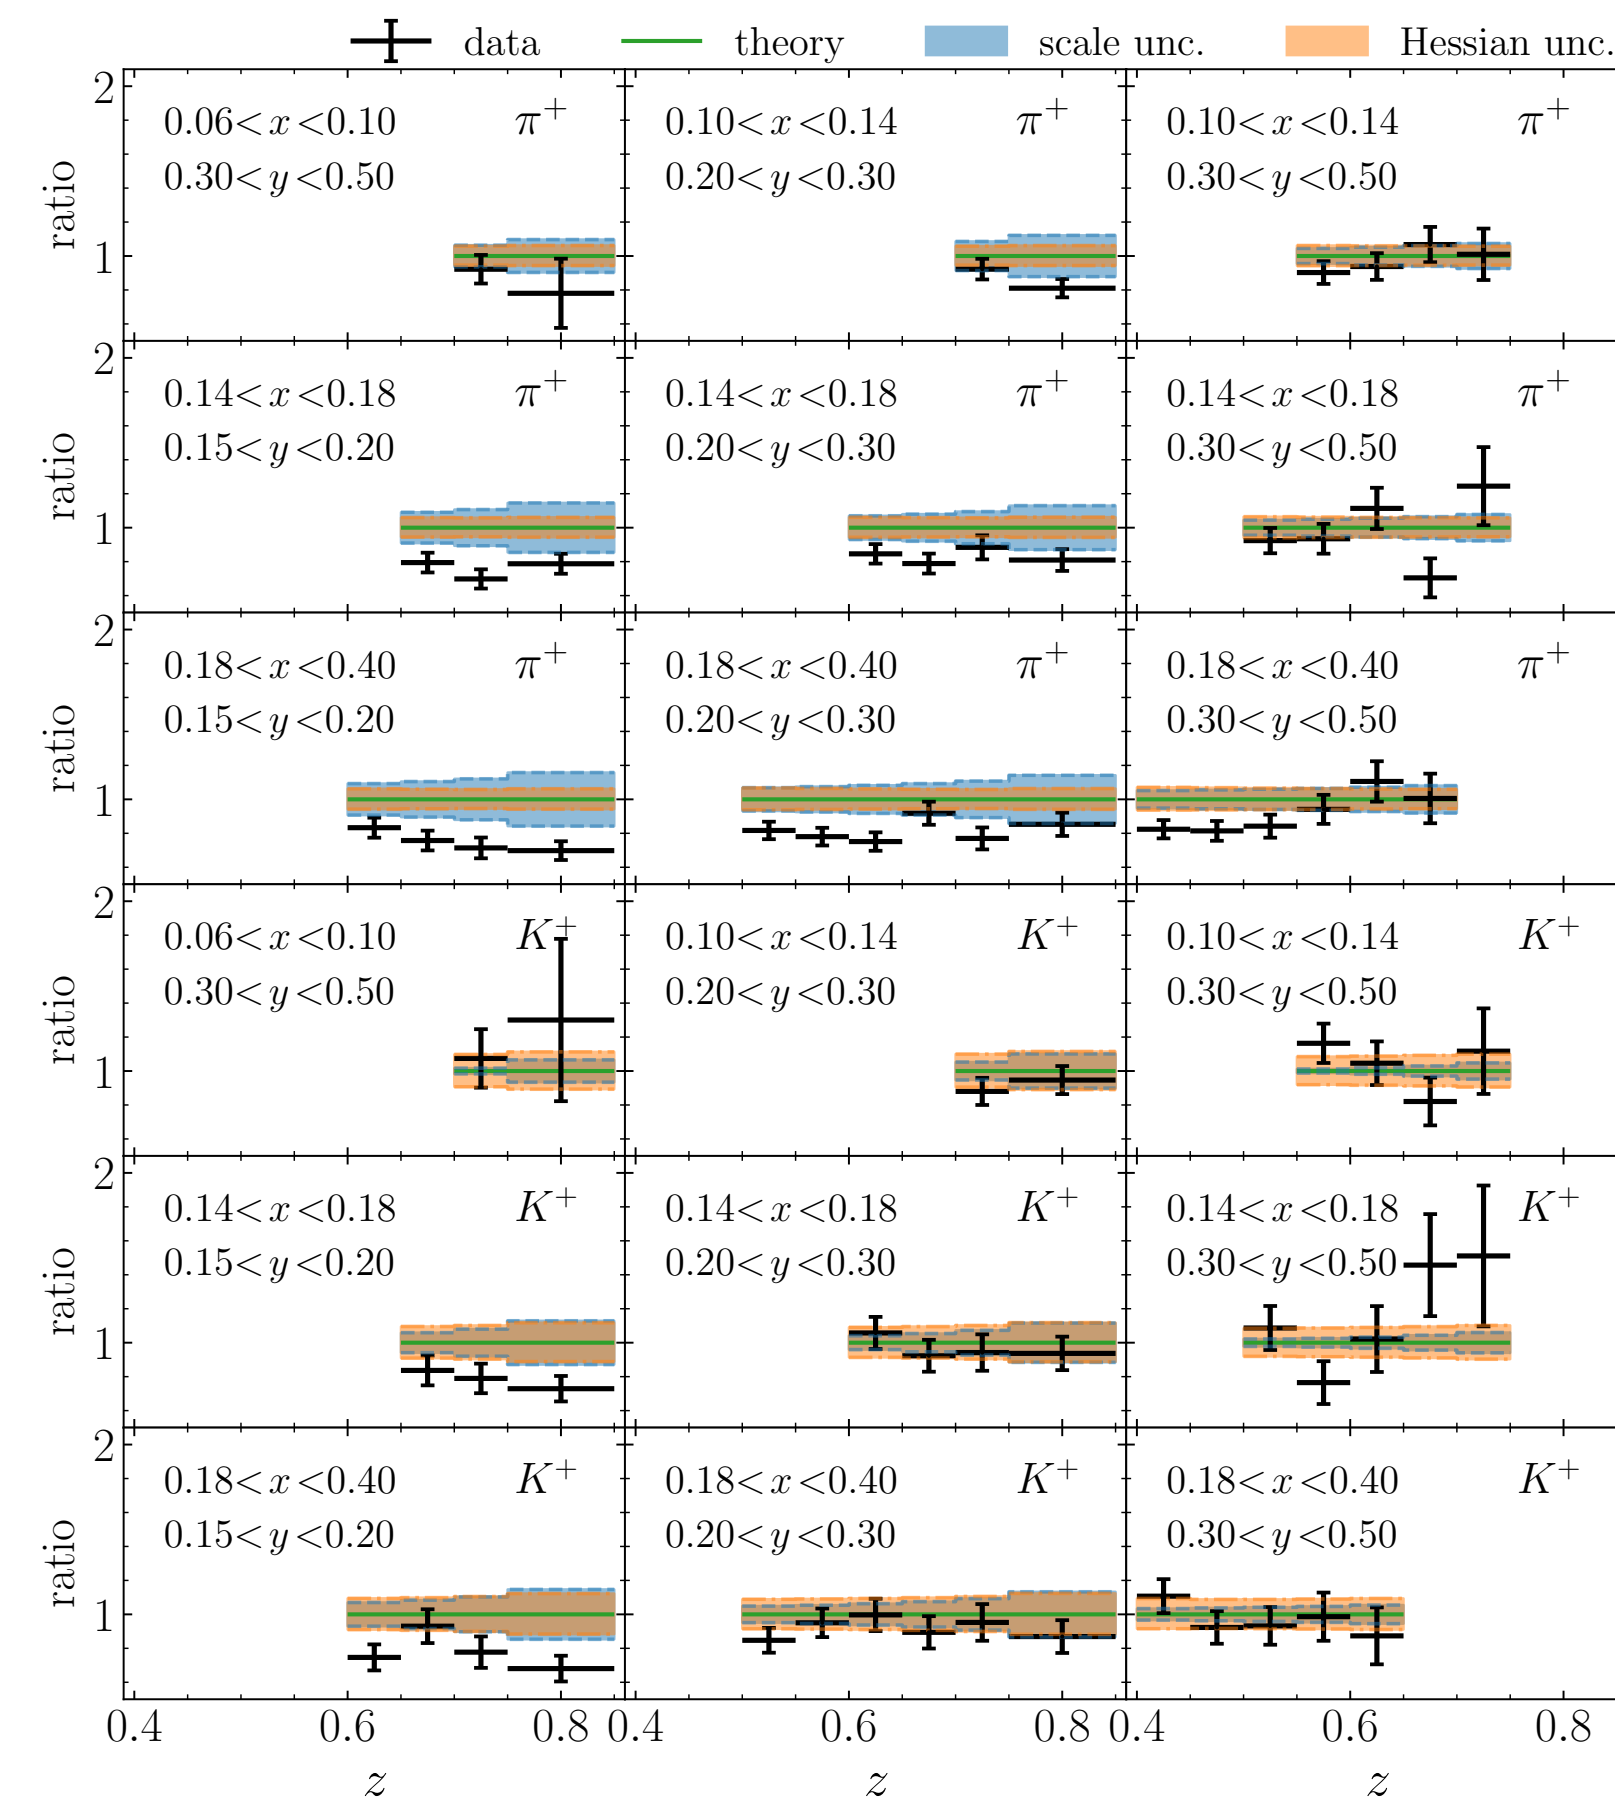 data theory scale unc. Hessian unc.
2 0.06<x<0.10 π⁺ 0.10<x<0.14 π⁺ 0.10<x<0.14 π⁺
0.30<y<0.50 0.20<y<0.30 0.30<y<0.50
ratio
1
2 0.14<x<0.18 π⁺ 0.14<x<0.18 π⁺ 0.14<x<0.18 π⁺
0.15<y<0.20 0.20<y<0.30 0.30<y<0.50
ratio
1
2 0.18<x<0.40 π⁺ 0.18<x<0.40 π⁺ 0.18<x<0.40 π⁺
0.15<y<0.20 0.20<y<0.30 0.30<y<0.50
ratio
1
2 0.06<x<0.10 K⁺ 0.10<x<0.14 K⁺ 0.10<x<0.14 K⁺
0.30<y<0.50 0.20<y<0.30 0.30<y<0.50
ratio
1
2 0.14<x<0.18 K⁺ 0.14<x<0.18 K⁺ 0.14<x<0.18 K⁺
0.15<y<0.20 0.20<y<0.30 0.30<y<0.50
ratio
1
2 0.18<x<0.40 K⁺ 0.18<x<0.40 K⁺ 0.18<x<0.40 K⁺
0.15<y<0.20 0.20<y<0.30 0.30<y<0.50
ratio
1
0.4 0.6 0.8 0.4 0.6 0.8 0.4 0.6 0.8
z z z